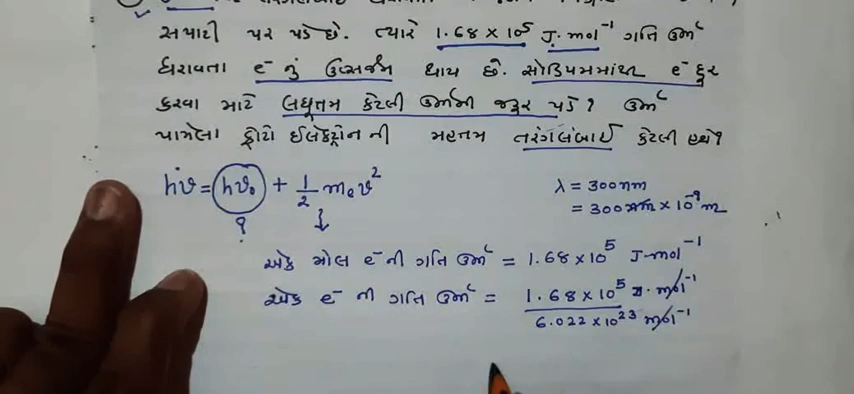 સપાટી પર પડે છે. ત્યારે 1.68 × 10⁵ J. mol⁻¹ ગતિ ઊર્જા
ધરાવતા e⁻ નું ઉત્સર્જન થાય છે. સોડિયમમાંથી e⁻ દૂર
કરવા માટે લઘુતમ કેટલી ઊર્જાની જરૂર પડે? ઊર્જા
પામેલા ફોટો ઈલેક્ટ્રોન ની મહત્તમ તરંગલંબાઈ કેટલી હશે?
hν = hν₀ + 1/2 mₑv²
?
λ = 300nm
= 300 × 10⁻⁹ m
એક મોલ e⁻ ની ગતિ ઊર્જા = 1.68 × 10⁵ J·mol⁻¹
એક e⁻ ની ગતિ ઊર્જા = 1.68 × 10⁵ J. mol⁻¹
6.022 × 10²³ mol⁻¹